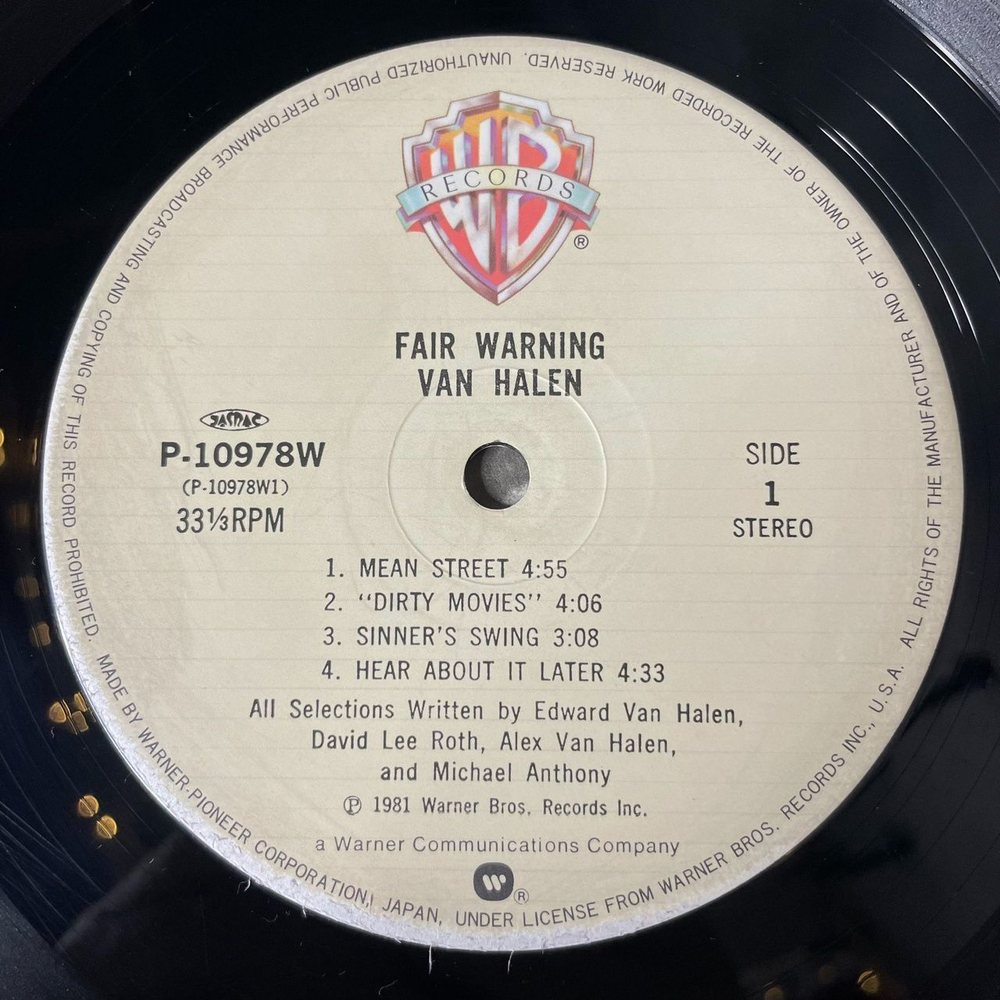 WB
RECORDS
®
FAIR WARNING
VAN HALEN
JASRAC
P-10978W
(P-10978W1)
33⅓RPM
SIDE
1
STEREO
1. MEAN STREET 4:55
2. "DIRTY MOVIES" 4:06
3. SINNER'S SWING 3:08
4. HEAR ABOUT IT LATER 4:33
All Selections Written by Edward Van Halen,
David Lee Roth, Alex Van Halen,
and Michael Anthony
℗ 1981 Warner Bros. Records Inc.
a Warner Communications Company
W®
MADE BY WARNER-PIONEER CORPORATION, JAPAN, UNDER LICENSE FROM WARNER BROS. RECORDS INC., U.S.A. ALL RIGHTS OF THE MANUFACTURER AND OF THE OWNER OF THE RECORDED WORK RESERVED. UNAUTHORIZED PUBLIC PERFORMANCE BROADCASTING AND COPYING OF THIS RECORD PROHIBITED.